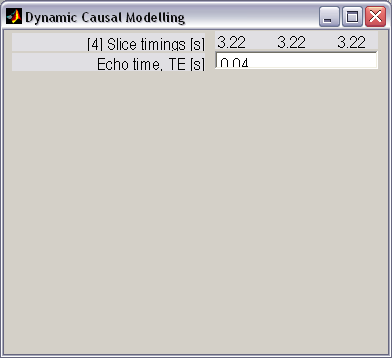 Dynamic Causal Modelling
[4] Slice timings [s] 3.22 3.22 3.22
Echo time, TE [s] 0.04